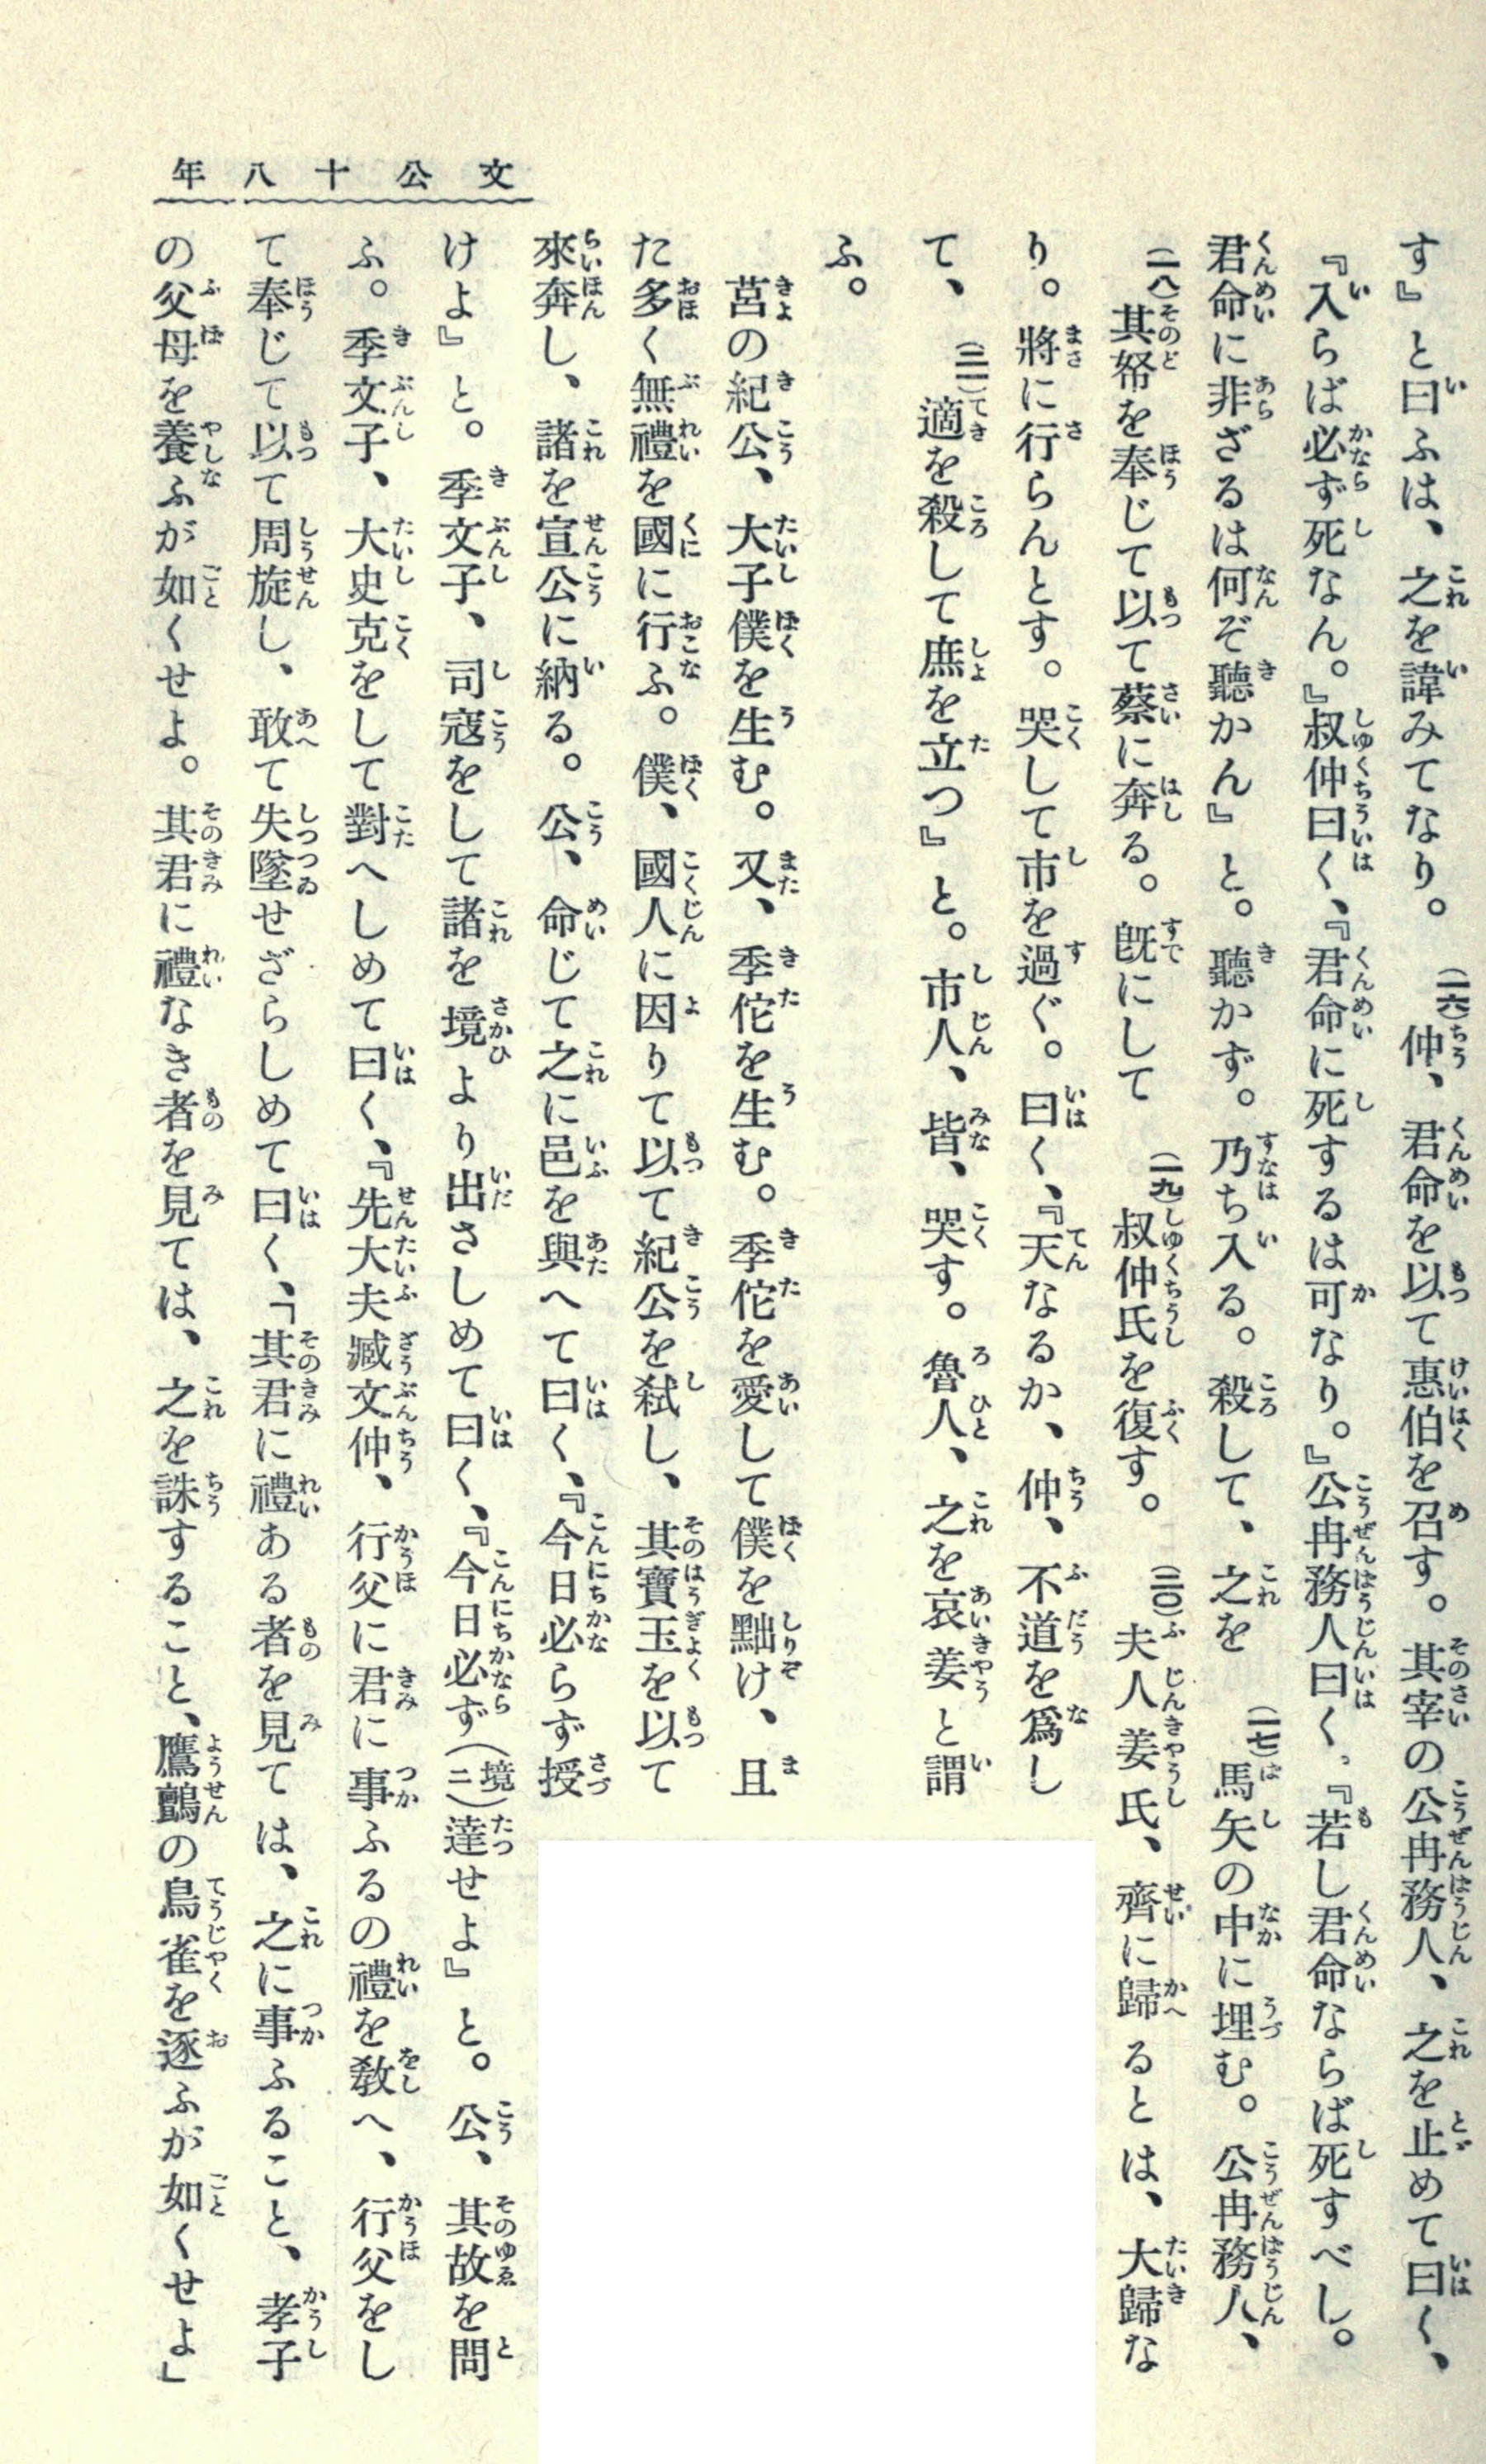 す』と曰ふは、之を諱みてなり。(一六)仲、君命を以て惠伯を召す。其宰の公冉務人、之を止めて曰く、
『入らば必ず死なん。』叔仲曰く、『君命に死するは可なり。』公冉務人曰く、『若し君命ならば死すべし。
君命に非ざるは何ぞ聽かん』と。聽かず。乃ち入る。殺して、之を(一七)馬矢の中に埋む。公冉務人、
(一八)其帑を奉じて以て蔡に奔る。旣にして(一九)叔仲氏を復す。(二〇)夫人姜氏、齊に歸るとは、大歸な
り。將に行らんとす。哭して市を過ぐ。曰く、『天なるか、仲、不道を爲し
て、(二一)適を殺して庶を立つ』と。市人、皆、哭す。魯人、之を哀姜と謂
ふ。
莒の紀公、大子僕を生む。又、季佗を生む。季佗を愛して僕を黜け、且
た多く無禮を國に行ふ。僕、國人に因りて以て紀公を弑し、其寶玉を以て
來奔し、諸を宣公に納る。公、命じて之に邑を與へて曰く、『今日必らず授
けよ』と。季文子、司寇をして諸を境より出さしめて曰く、『今日必ず(境二)達せよ』と。公、其故を問
ふ。季文子、大史克をして對へしめて曰く、『先大夫臧文仲、行父に君に事ふるの禮を敎へ、行父をし
て奉じて以て周旋し、敢て失墜せざらしめて曰く、「其君に禮ある者を見ては、之に事ふること、孝子
の父母を養ふが如くせよ。其君に禮なき者を見ては、之を誅すること、鷹鸇の鳥雀を逐ふが如くせよ」
文公十八年